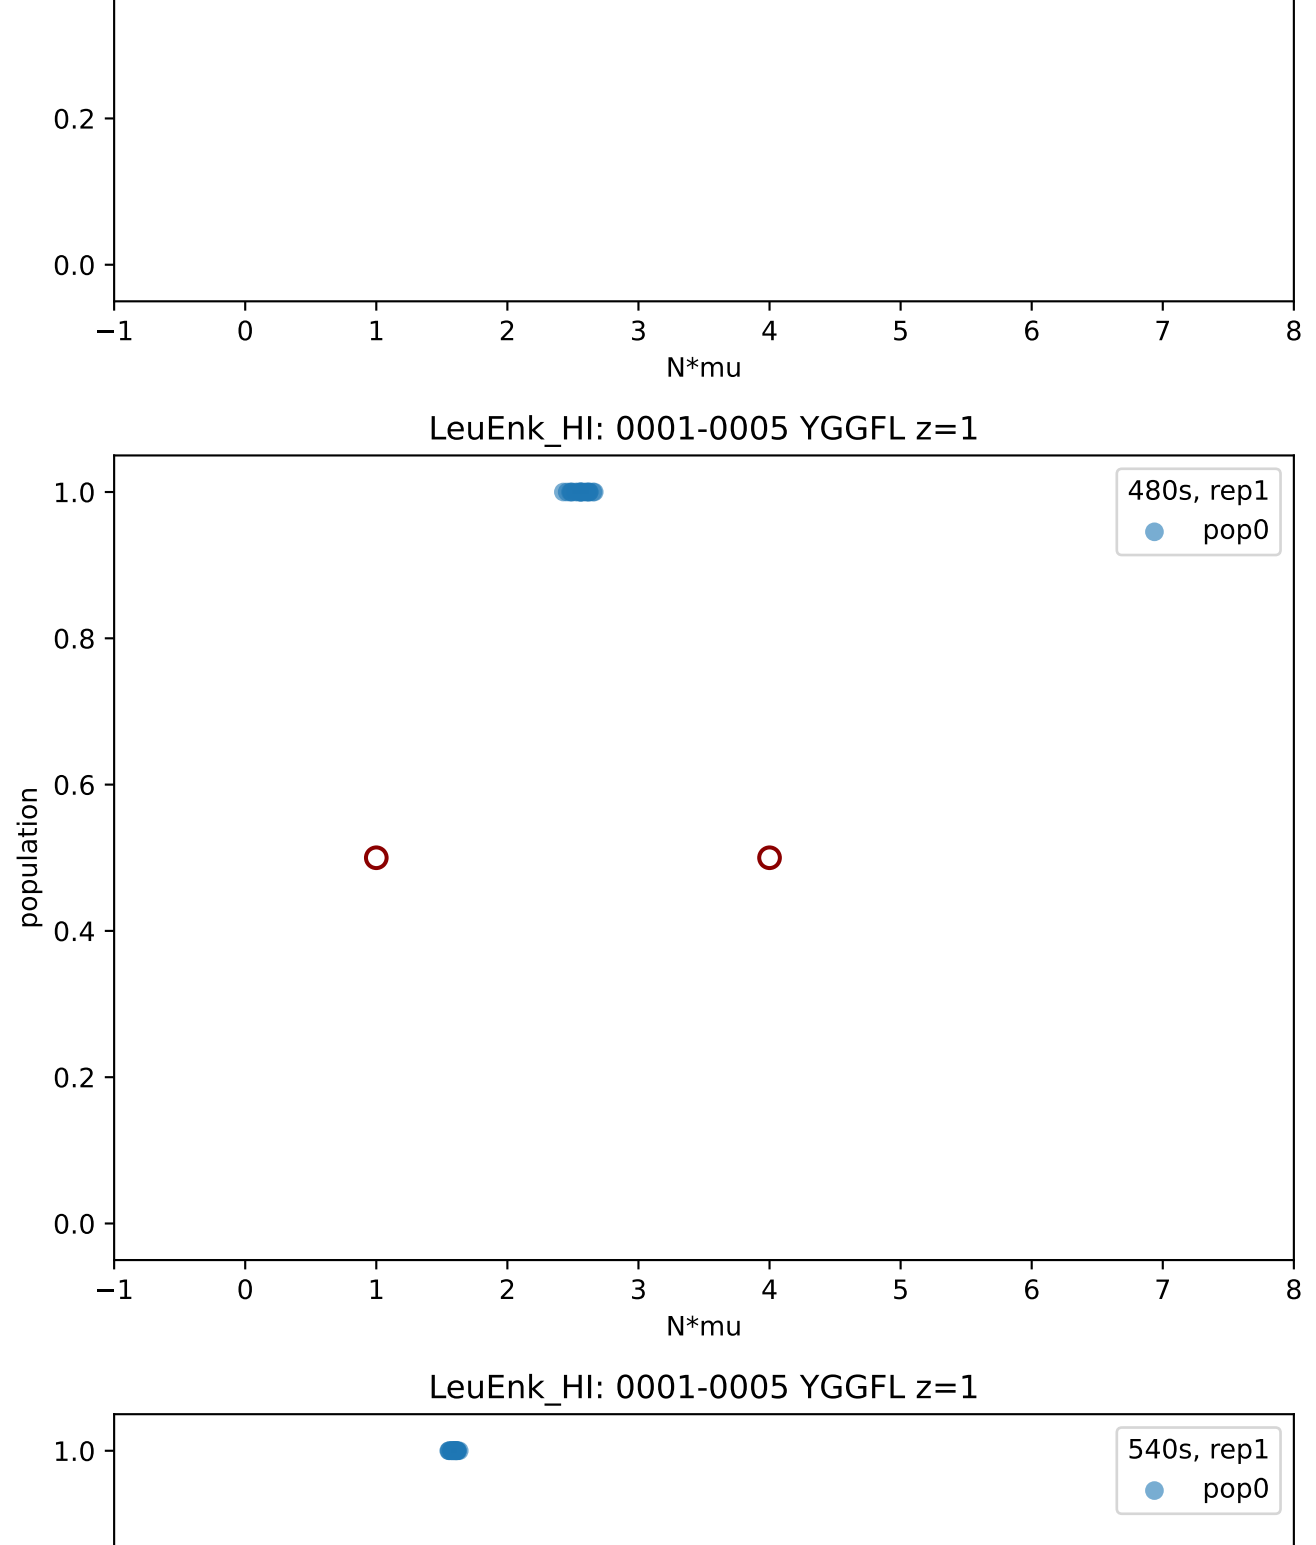 0.2
0.0
−1 0 1 2 3 4 5 6 7 8
N*mu
LeuEnk_HI: 0001-0005 YGGFL z=1
1.0
480s, rep1
pop0
0.8
0.6
population
0.4
0.2
0.0
−1 0 1 2 3 4 5 6 7 8
N*mu
LeuEnk_HI: 0001-0005 YGGFL z=1
1.0
540s, rep1
pop0